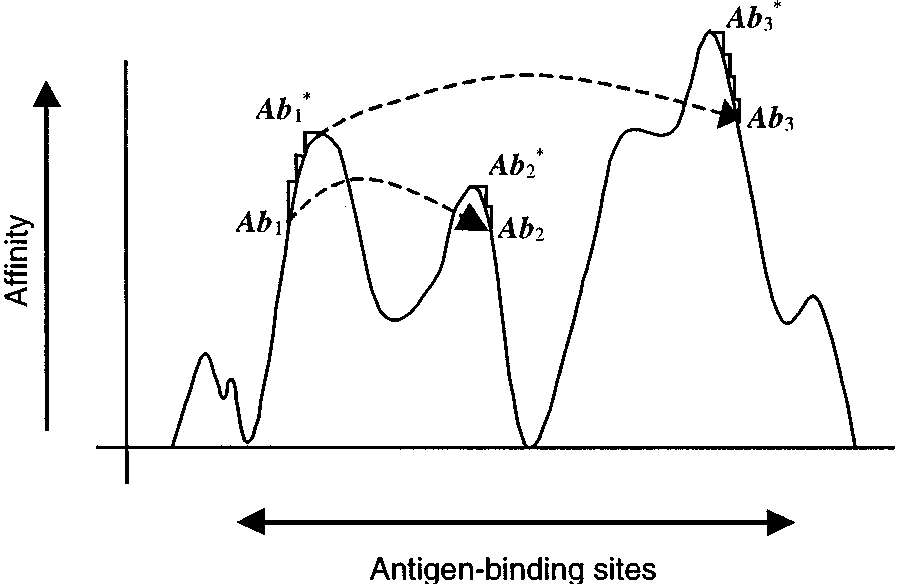 Ab₃*
Ab₁*
Ab₃
Ab₂*
Ab₁
Ab₂
Affinity
Antigen-binding sites